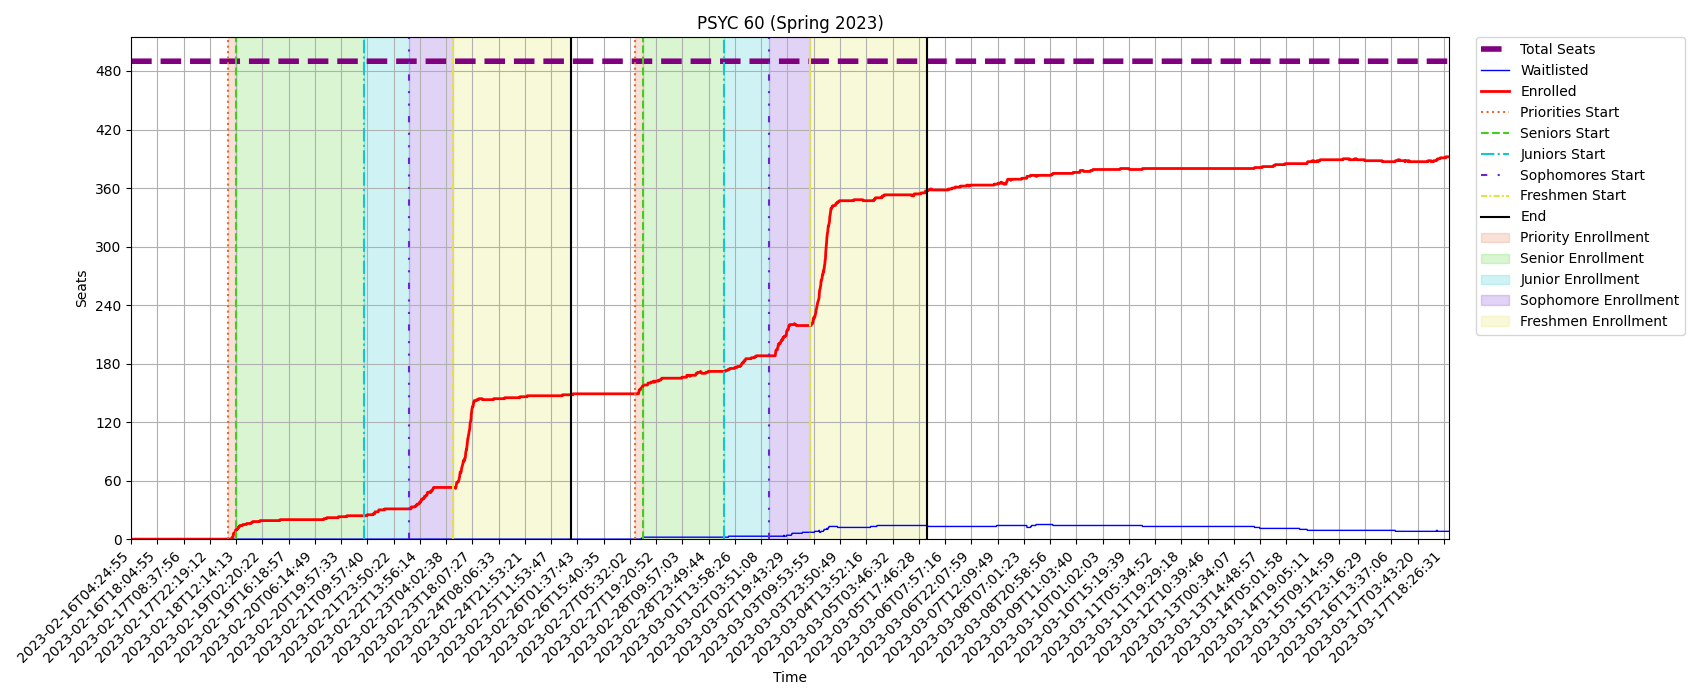 PSYC 60 (Spring 2023)
Seats
480
420
360
300
240
180
120
60
0
2023-02-16T04:24:55
2023-02-16T18:04:55
2023-02-17T08:37:56
2023-02-17T22:19:12
2023-02-18T12:14:13
2023-02-19T02:20:22
2023-02-19T16:18:57
2023-02-20T06:14:49
2023-02-20T19:57:33
2023-02-21T09:57:40
2023-02-21T23:50:22
2023-02-22T13:56:14
2023-02-23T04:02:38
2023-02-23T18:07:27
2023-02-24T08:06:33
2023-02-24T21:53:21
2023-02-25T11:53:47
2023-02-26T01:37:43
2023-02-26T15:40:35
2023-02-27T05:32:02
2023-02-27T19:20:52
2023-02-28T09:57:03
2023-02-28T23:49:44
2023-03-01T13:58:26
2023-03-02T03:51:08
2023-03-02T19:43:29
2023-03-03T09:53:55
2023-03-03T23:50:49
2023-03-04T13:52:16
2023-03-05T03:46:32
2023-03-05T17:46:28
2023-03-06T07:57:16
2023-03-06T22:07:59
2023-03-07T12:09:49
2023-03-08T07:01:23
2023-03-08T20:58:56
2023-03-09T11:03:40
2023-03-10T01:02:03
2023-03-10T15:19:39
2023-03-11T05:34:52
2023-03-11T19:29:18
2023-03-12T10:39:46
2023-03-13T00:34:07
2023-03-13T14:48:57
2023-03-14T05:01:58
2023-03-14T19:05:11
2023-03-15T09:14:59
2023-03-15T23:16:29
2023-03-16T13:37:06
2023-03-17T03:43:20
2023-03-17T18:26:31
Time
Total Seats
Waitlisted
Enrolled
Priorities Start
Seniors Start
Juniors Start
Sophomores Start
Freshmen Start
End
Priority Enrollment
Senior Enrollment
Junior Enrollment
Sophomore Enrollment
Freshmen Enrollment